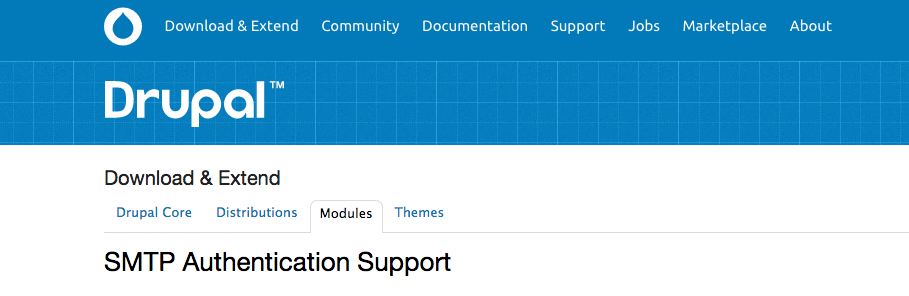 Download & Extend Community Documentation Support Jobs Marketplace About
Drupal™
Download & Extend
Drupal Core Distributions Modules Themes
SMTP Authentication Support